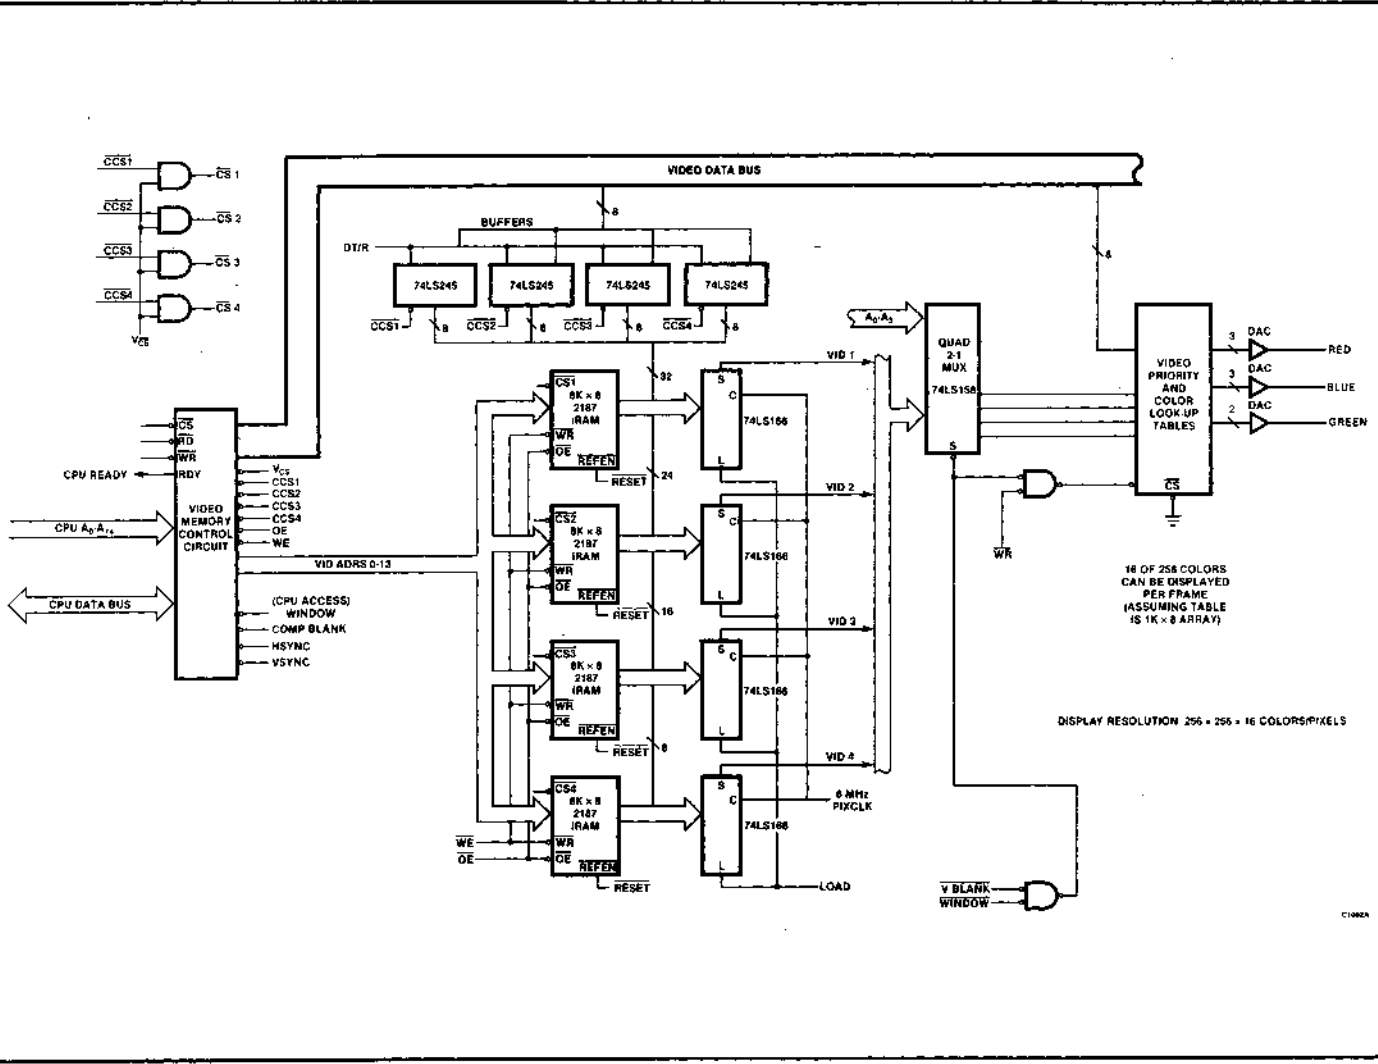 CCS1
CS 1
CCS2
CS 2
CCS3
CS 3
CCS4
CS 4
VCS
VIDEO DATA BUS
8
BUFFERS
DT/R
74LS245
74LS245
74LS245
74LS245
CCS1
8
CCS2
8
CCS3
8
CCS4
8
32
8
A0-A3
QUAD
2-1
MUX
74LS158
S
VIDEO
PRIORITY
AND
COLOR
LOOK-UP
TABLES
CS
3
DAC
RED
3
DAC
BLUE
2
DAC
GREEN
CS
RD
WR
CPU READY
RDY
VIDEO
MEMORY
CONTROL
CIRCUIT
CPU A0-A14
CPU DATA BUS
VCS
CCS1
CCS2
CCS3
CCS4
OE
WE
VID ADRS 0-13
(CPU ACCESS)
WINDOW
COMP BLANK
HSYNC
VSYNC
CS1
8K × 8
2187
IRAM
WR
OE
REFEN
RESET
24
S
C
74LS166
L
VID 1
CS2
8K × 8
2187
IRAM
WR
OE
REFEN
RESET
16
S
C
74LS166
L
VID 2
CS3
8K × 8
2187
IRAM
WR
OE
REFEN
RESET
8
S
C
74LS166
L
VID 3
CS4
8K × 8
2187
IRAM
WE
WR
OE
OE
REFEN
RESET
S
C
74LS166
L
VID 4
6 MHz
PIXCLK
LOAD
WR
16 OF 256 COLORS
CAN BE DISPLAYED
PER FRAME
(ASSUMING TABLE
IS 1K × 8 ARRAY)
DISPLAY RESOLUTION 256 × 256 × 16 COLORS/PIXELS
V BLANK
WINDOW